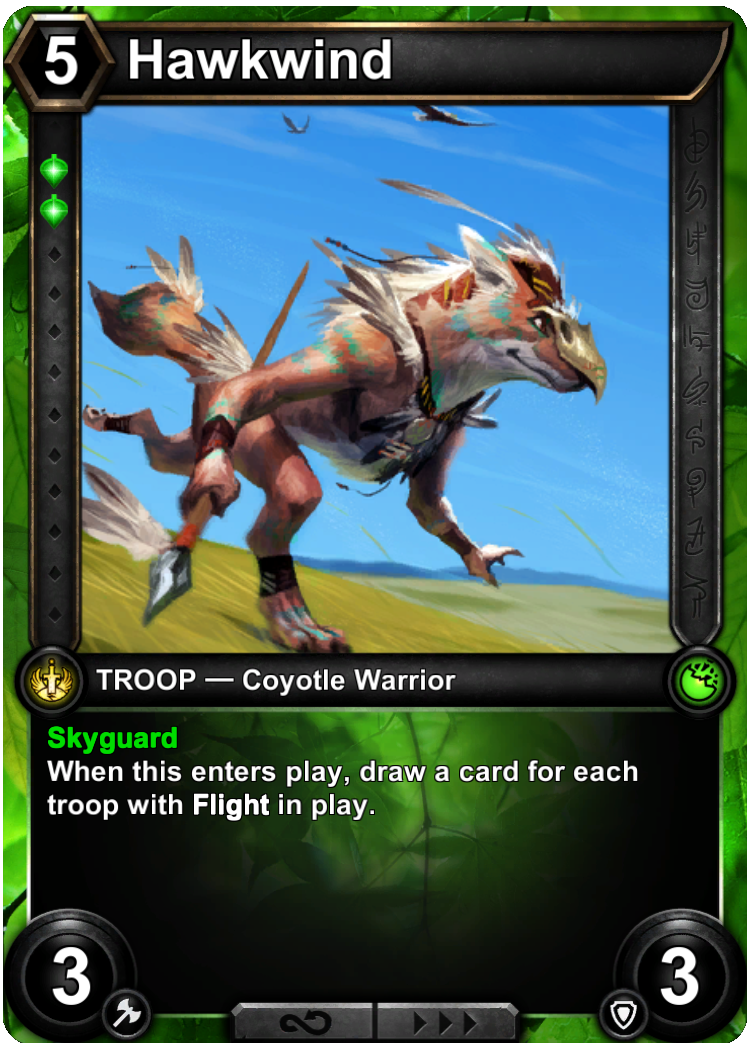 5 Hawkwind
TROOP — Coyotle Warrior
Skyguard
When this enters play, draw a card for each
troop with Flight in play.
3 3